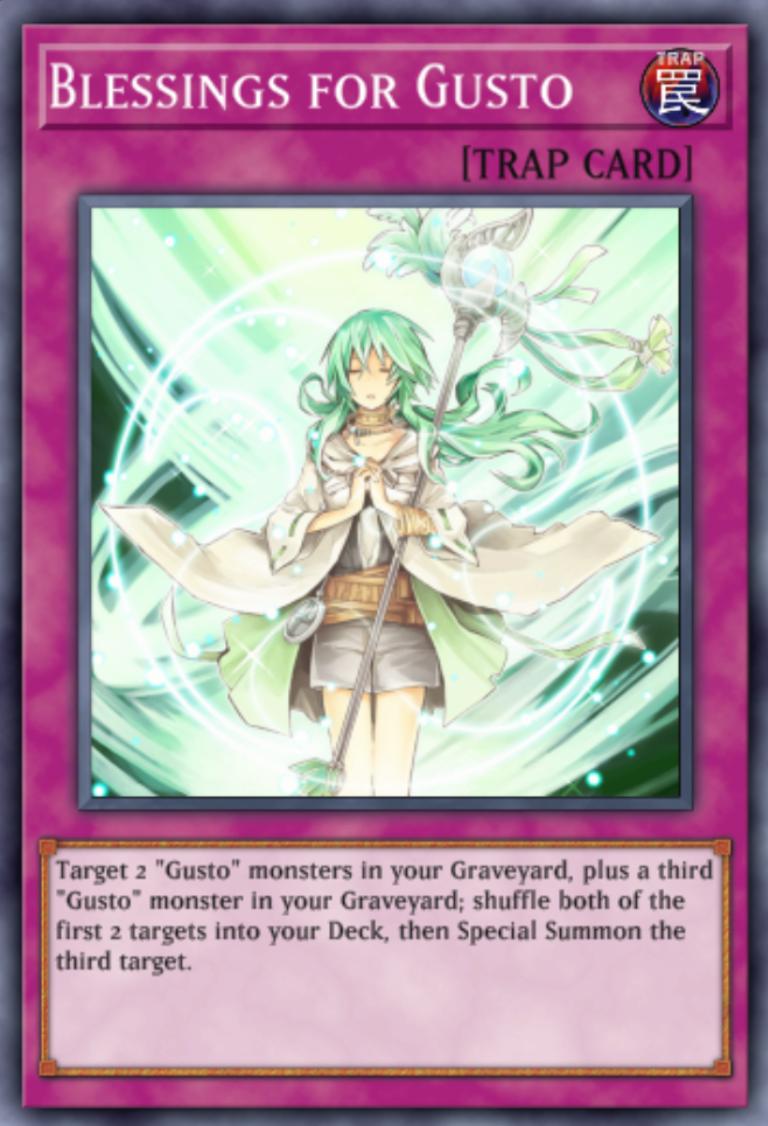 Blessings for Gusto
TRAP
罠
[TRAP CARD]
Target 2 "Gusto" monsters in your Graveyard, plus a third
"Gusto" monster in your Graveyard; shuffle both of the
first 2 targets into your Deck, then Special Summon the
third target.